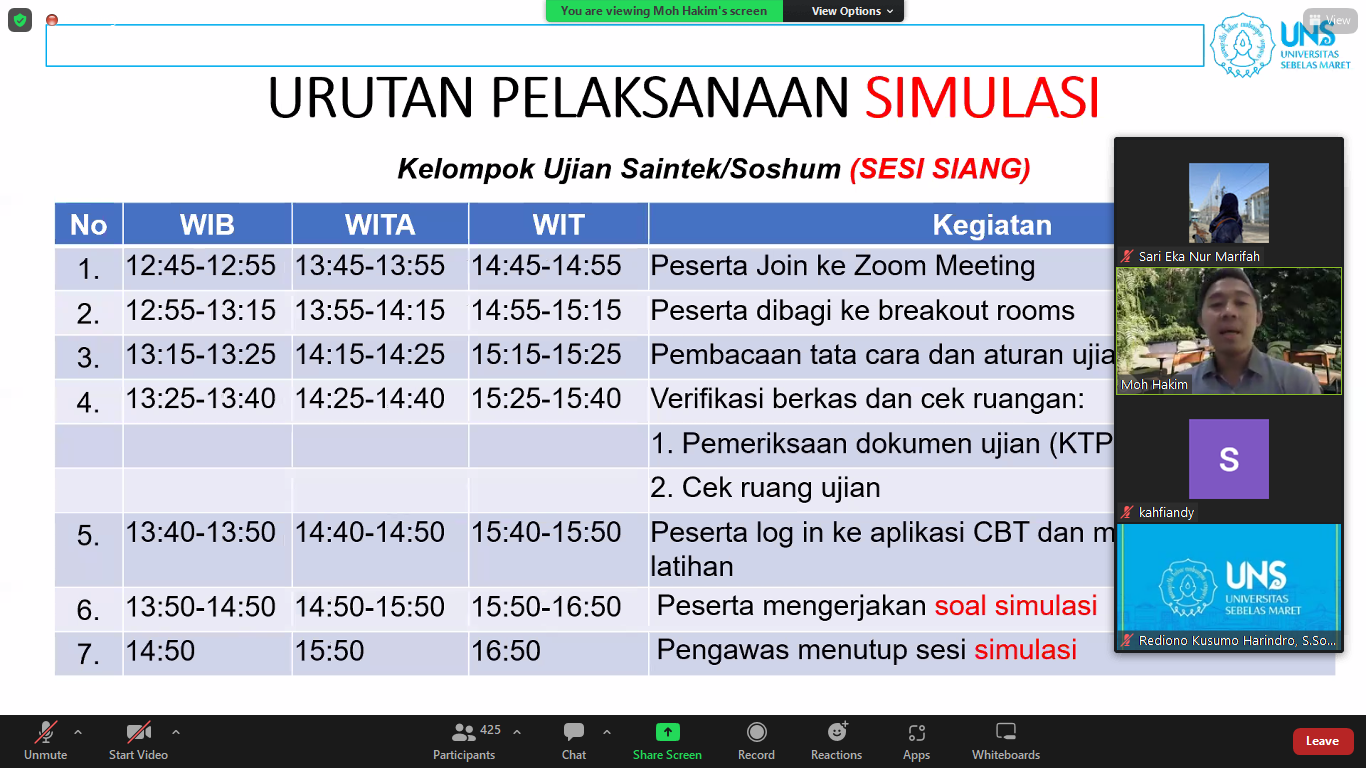 You are viewing Moh Hakim's screen
View Options
View
UNS
UNIVERSITAS
SEBELAS MARET
URUTAN PELAKSANAAN SIMULASI
Kelompok Ujian Saintek/Soshum (SESI SIANG)
No WIB WITA WIT Kegiatan
1. 12:45-12:55 13:45-13:55 14:45-14:55 Peserta Join ke Zoom Meeting
2. 12:55-13:15 13:55-14:15 14:55-15:15 Peserta dibagi ke breakout rooms
3. 13:15-13:25 14:15-14:25 15:15-15:25 Pembacaan tata cara dan aturan ujia
4. 13:25-13:40 14:25-14:40 15:25-15:40 Verifikasi berkas dan cek ruangan:
1. Pemeriksaan dokumen ujian (KTP
2. Cek ruang ujian
5. 13:40-13:50 14:40-14:50 15:40-15:50 Peserta log in ke aplikasi CBT dan m
latihan
6. 13:50-14:50 14:50-15:50 15:50-16:50 Peserta mengerjakan soal simulasi
7. 14:50 15:50 16:50 Pengawas menutup sesi simulasi
Sari Eka Nur Marifah
Moh Hakim
S
kahfiandy
UNS
UNIVERSITAS
SEBELAS MARET
Rediono Kusumo Harindro, S.So...
Unmute
Start Video
425
Participants
Chat
Share Screen
Record
Reactions
Apps
Whiteboards
Leave